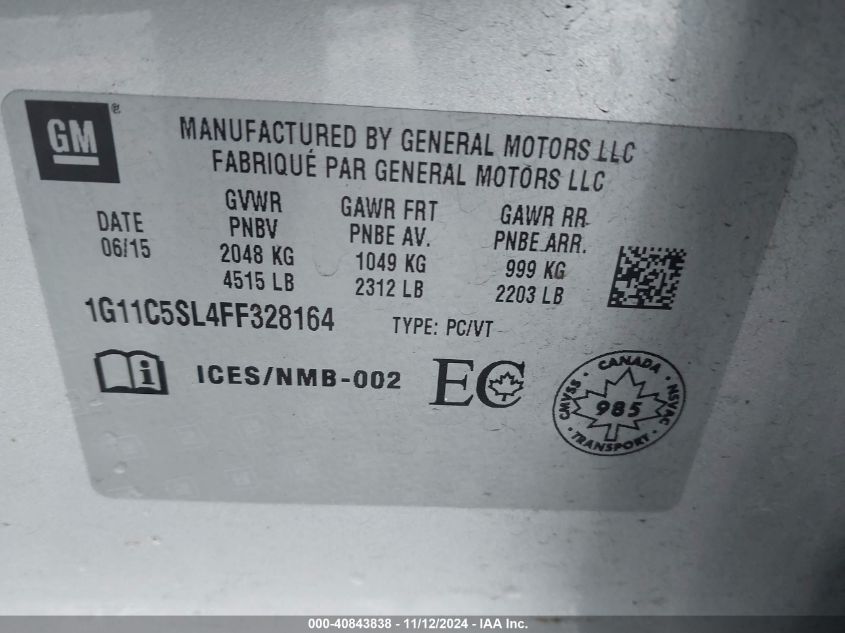 GM®
MANUFACTURED BY GENERAL MOTORS LLC
FABRIQUÉ PAR GENERAL MOTORS LLC
DATE
06/15
GVWR
PNBV
2048 KG
4515 LB
GAWR FRT
PNBE AV.
1049 KG
2312 LB
GAWR RR
PNBE ARR.
999 KG
2203 LB
1G11C5SL4FF328164
TYPE: PC/VT
i
ICES/NMB-002
EC
CANADA
CMVSS
985
NSVAC
TRANSPORT
000-40843838 - 11/12/2024 - IAA Inc.